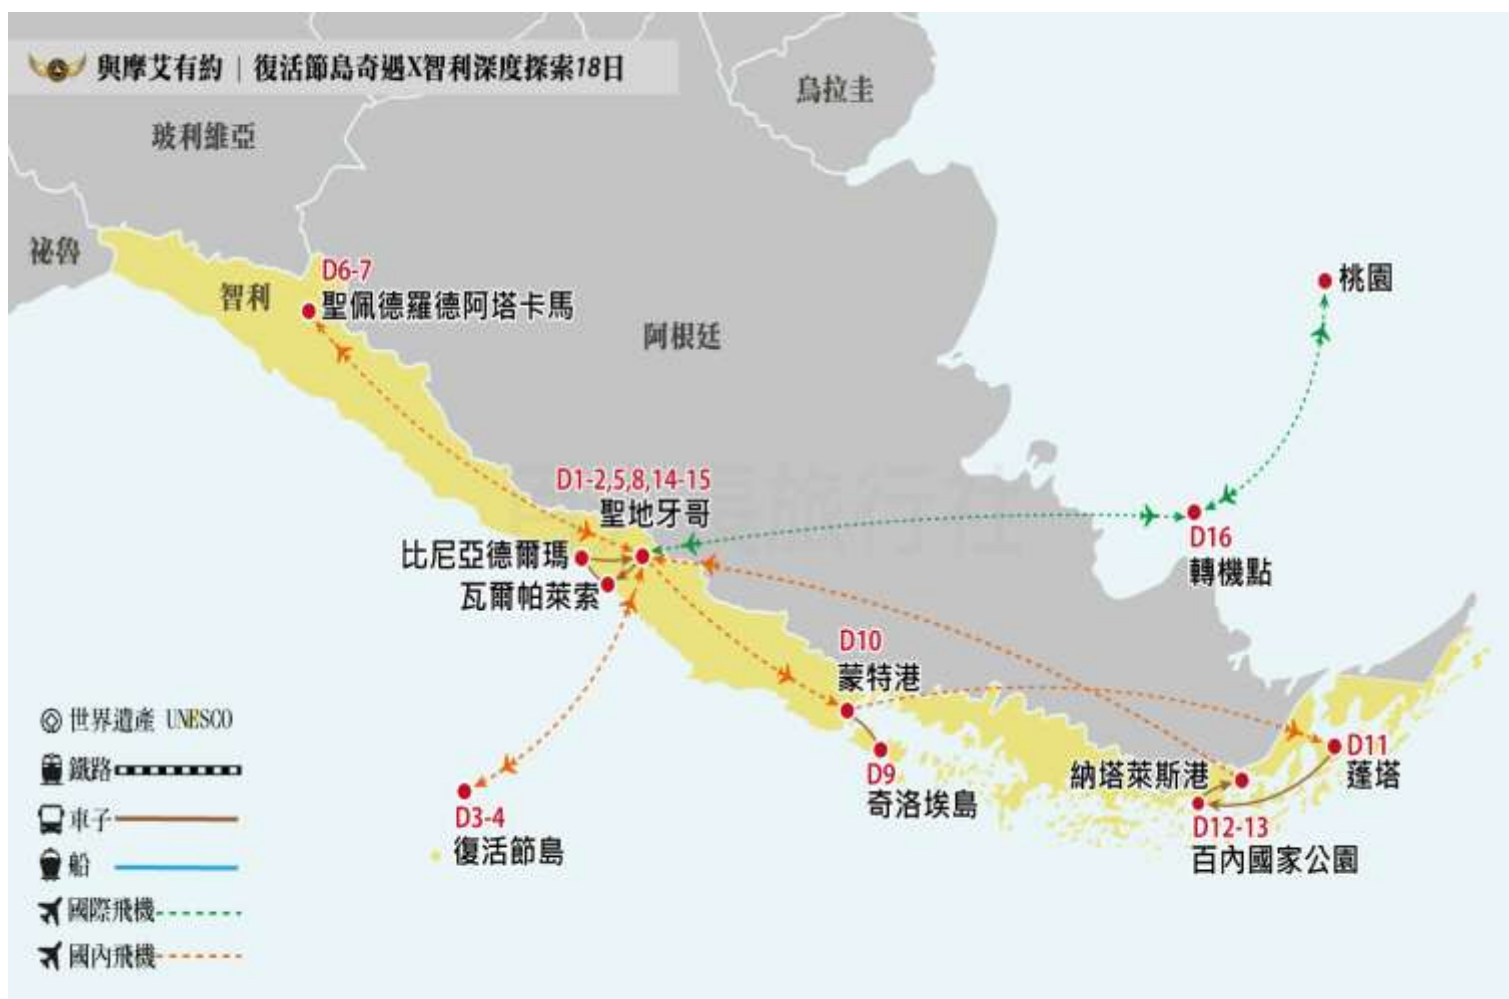 與摩艾有約 | 復活節島奇遇X智利深度探索18日
烏拉圭
玻利維亞
祕魯
智利
D6-7
聖佩德羅德阿塔卡馬
桃園
阿根廷
D1-2,5,8,14-15
聖地牙哥
比尼亞德爾瑪
瓦爾帕萊索
D16
轉機點
D10
蒙特港
D9
奇洛埃島
D11
蓬塔
納塔萊斯港
D12-13
百內國家公園
D3-4
復活節島
世界遺產 UNESCO
鐵路
車子
船
國際飛機
國內飛機
旅行社